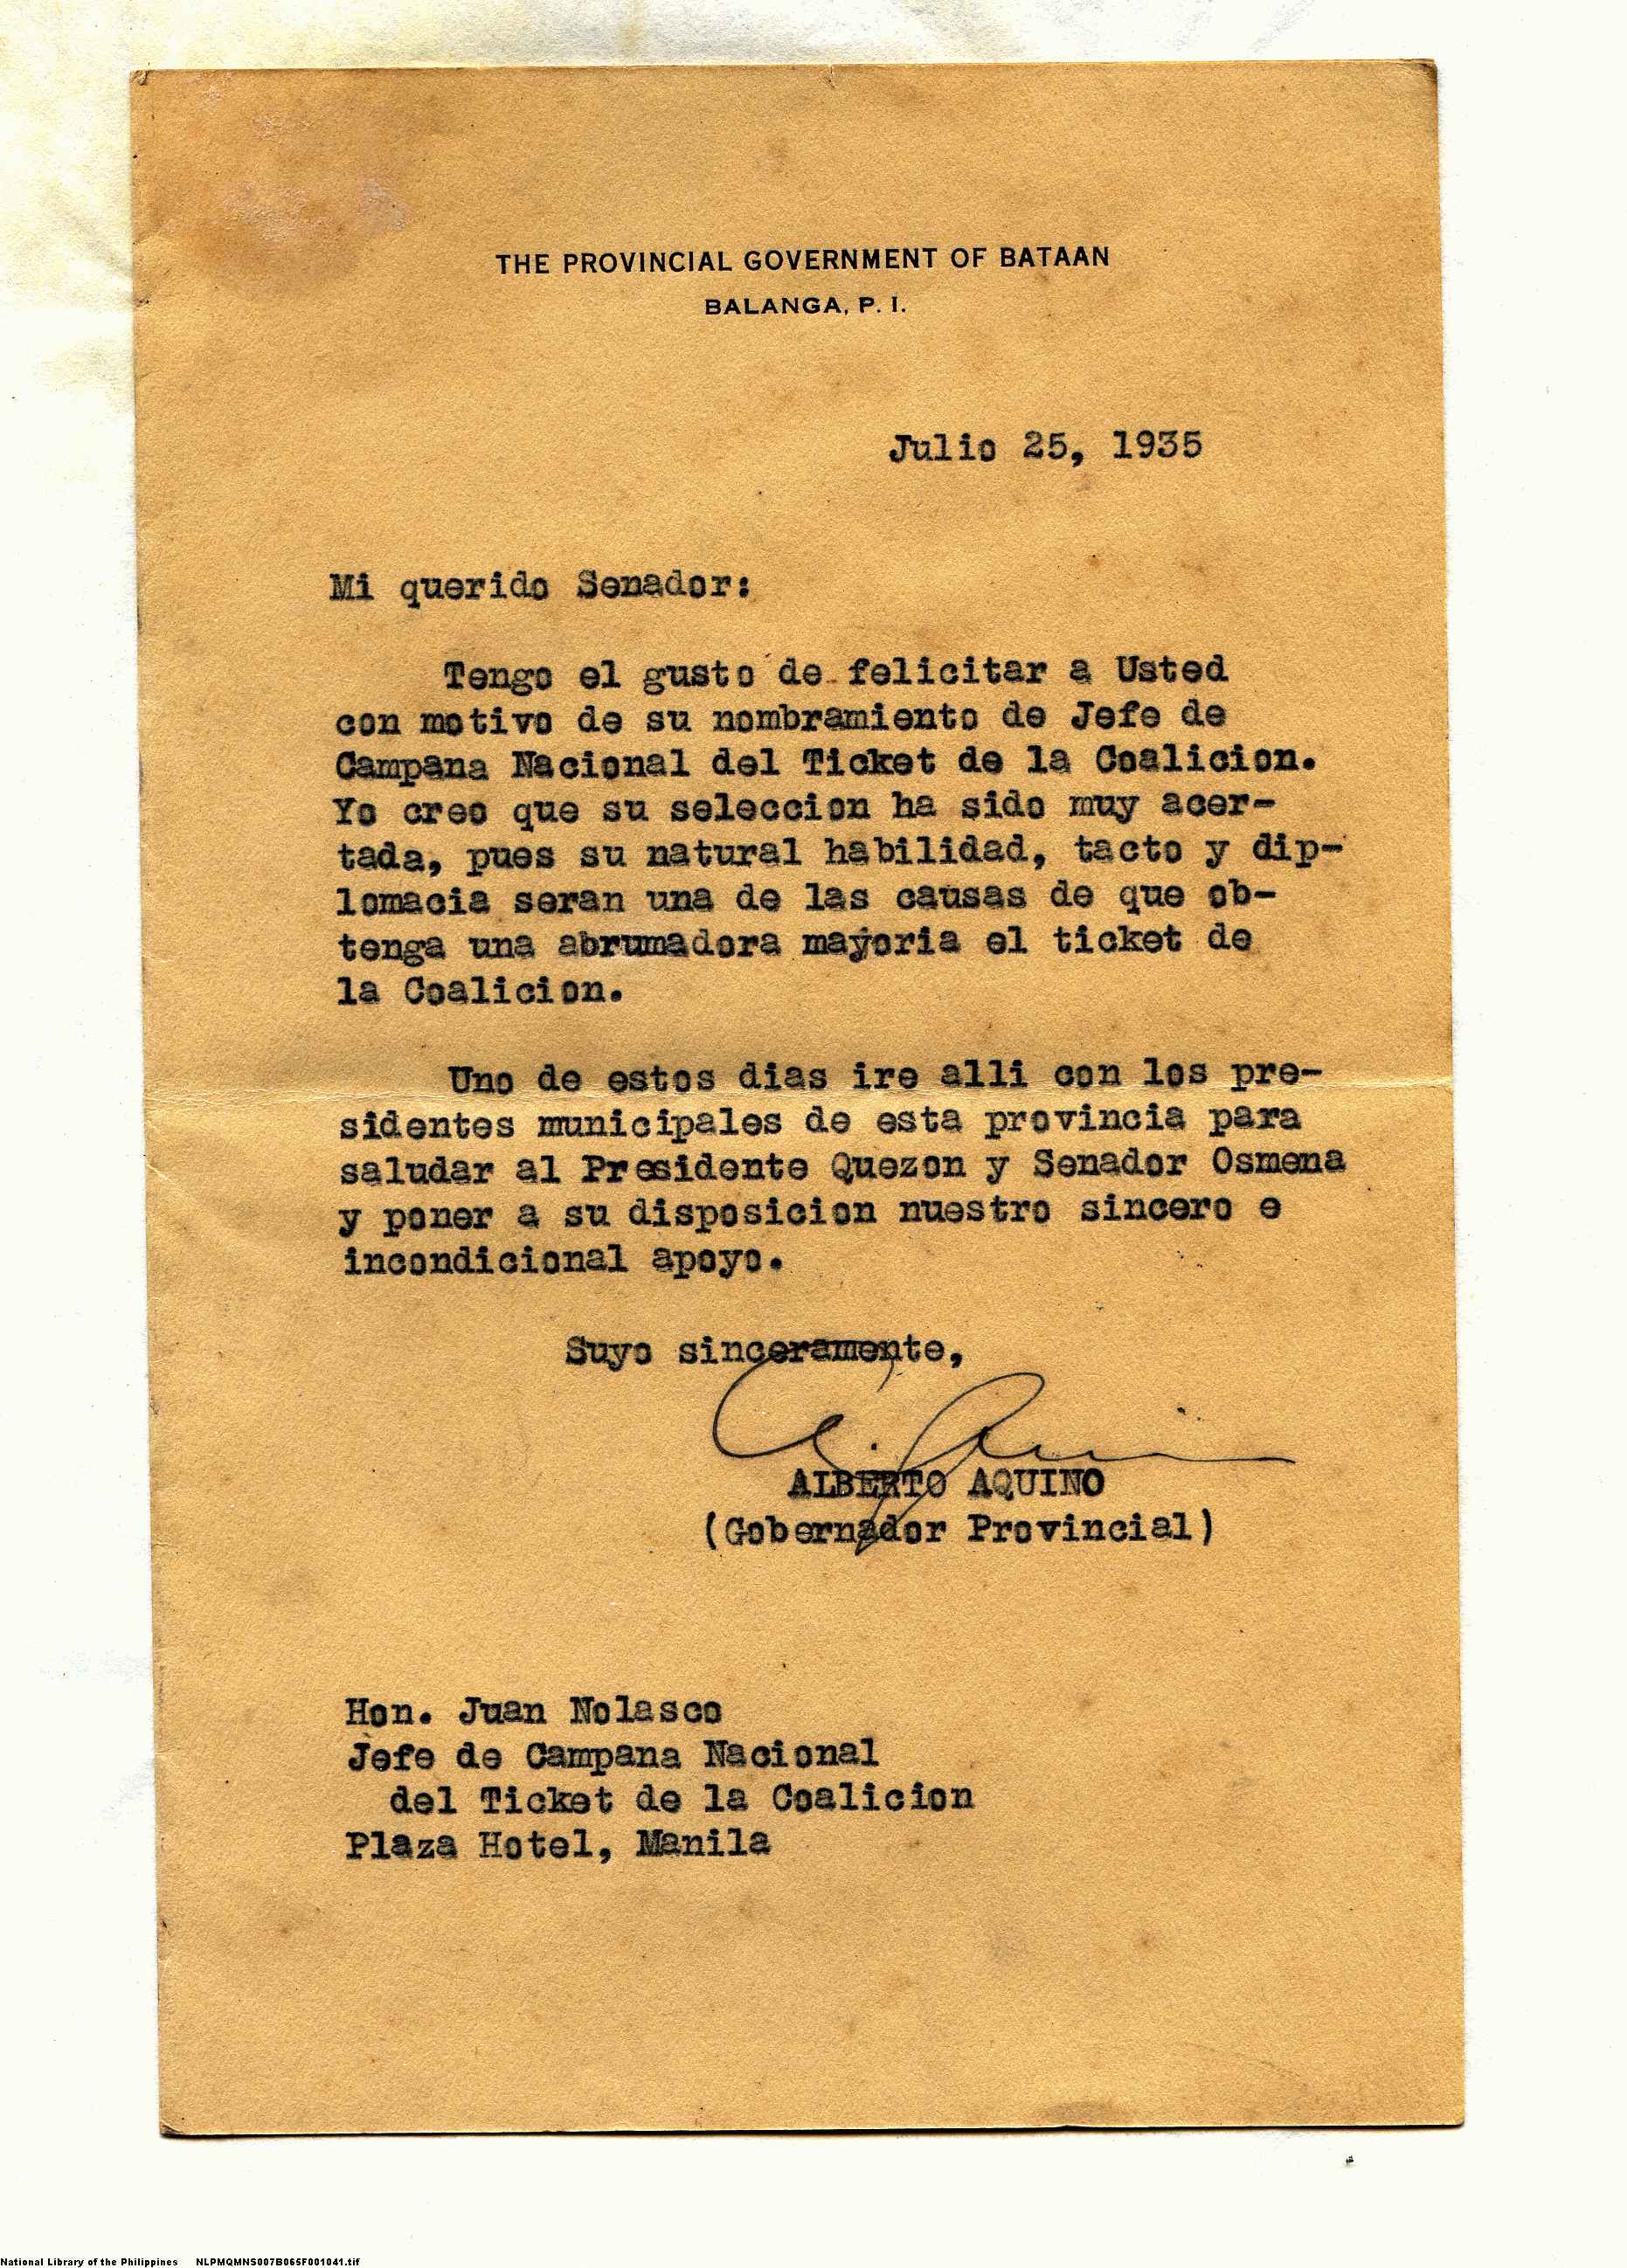 THE PROVINCIAL GOVERNMENT OF BATAAN
BALANGA, P. I.
Julio 25, 1935
Mi querido Senador:
Tengo el gusto de felicitar a Usted
con motivo de su nombramiento de Jefe de
Campana Nacional del Ticket de la Coalicion.
Yo creo que su seleccion ha sido muy acer-
tada, pues su natural habilidad, tacto y dip-
lomacia seran una de las causas de que ob-
tenga una abrumadora mayoria el ticket de
la Coalicion.
Uno de estos dias ire alli con los pre-
sidentes municipales de esta provincia para
saludar al Presidente Quezon y Senador Osmena
y poner a su disposicion nuestro sincero e
incondicional apoyo.
Suyo sinceramente,
A. Aquino
ALBERTO AQUINO
(Gobernador Provincial)
Hon. Juan Nolasco
Jefe de Campana Nacional
del Ticket de la Coalicion
Plaza Hotel, Manila
National Library of the Philippines NLPMQMNS007B065F001041.tif